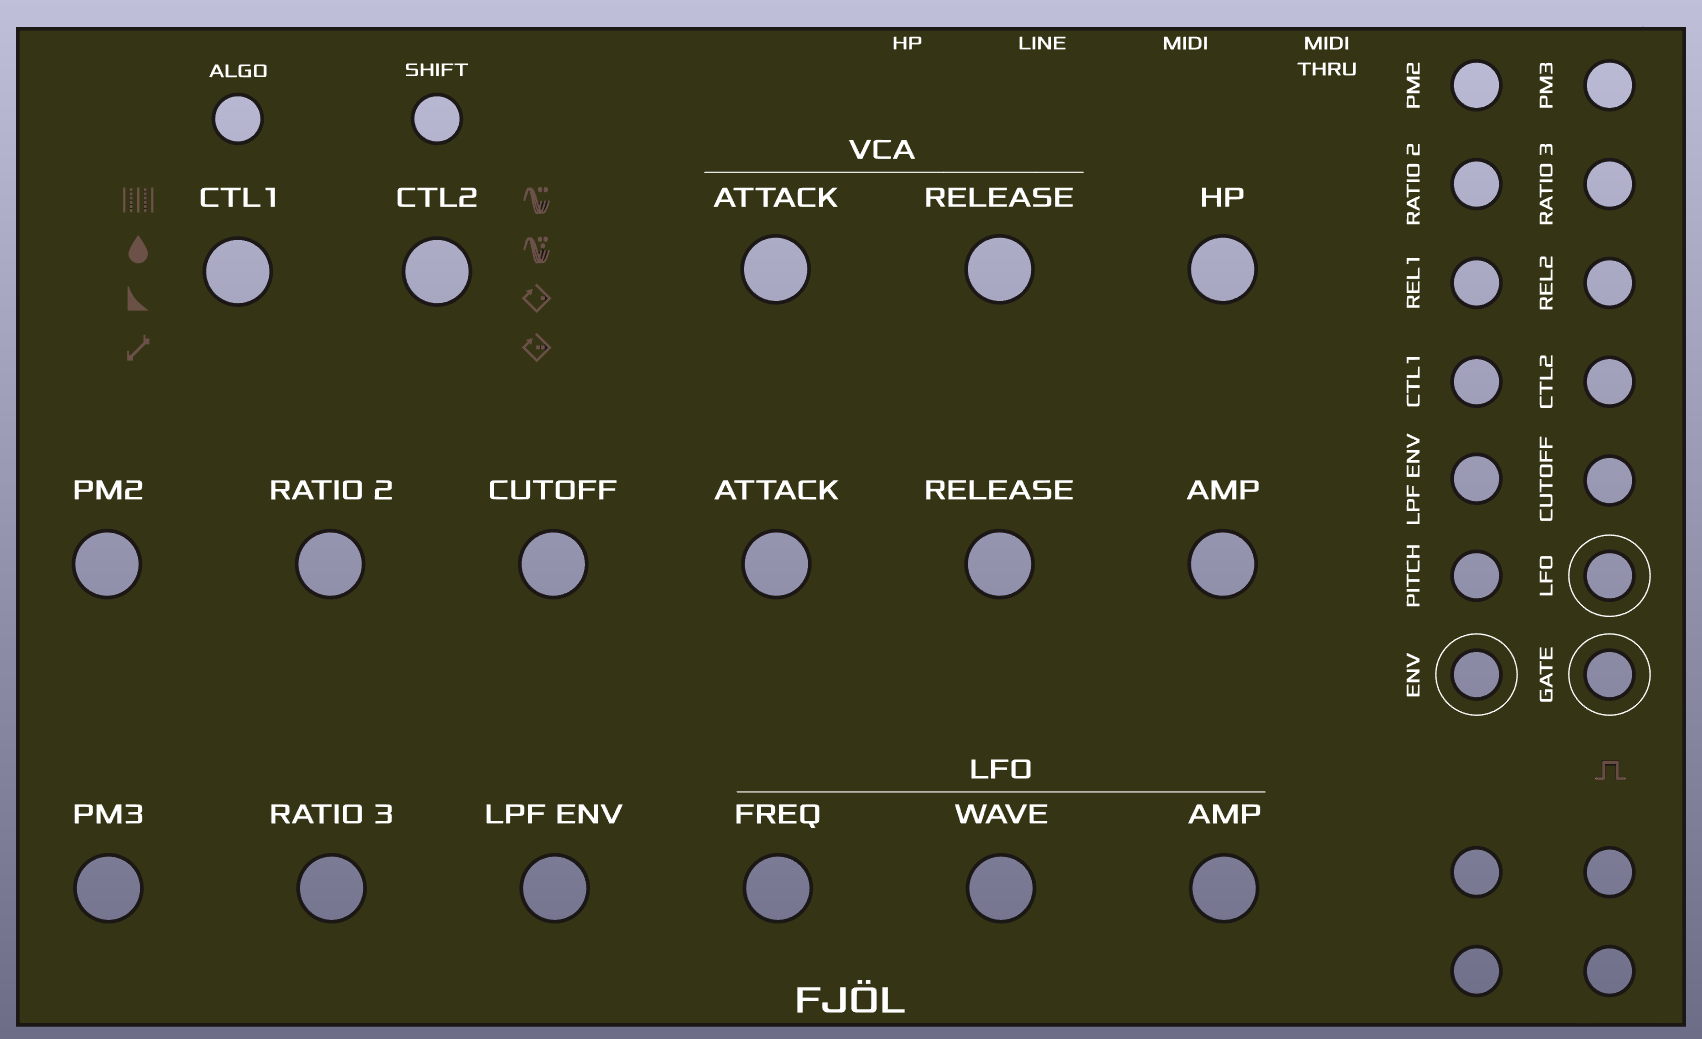 HP LINE MIDI MIDI THRU
ALGO SHIFT
VCA
CTL1 CTL2 ATTACK RELEASE HP
PM2 RATIO 2 CUTOFF ATTACK RELEASE AMP
LFO
PM3 RATIO 3 LPF ENV FREQ WAVE AMP
FJÖL
PM2 PM3
RATIO 2 RATIO 3
REL1 REL2
CTL1 CTL2
LPF ENV CUTOFF
PITCH LFO
ENV GATE